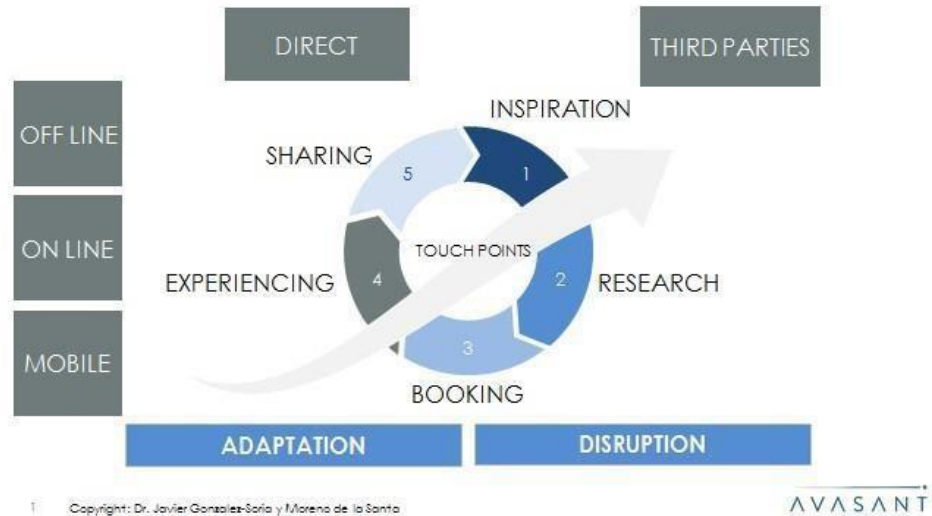 DIRECT
THIRD PARTIES
OFF LINE
INSPIRATION
SHARING
5
1
ON LINE
TOUCH POINTS
EXPERIENCING
4
2
RESEARCH
MOBILE
3
BOOKING
ADAPTATION
DISRUPTION
1 Copyright: Dr. Javier Gonzalez-Soria y Moreno de la Santa
AVASANT